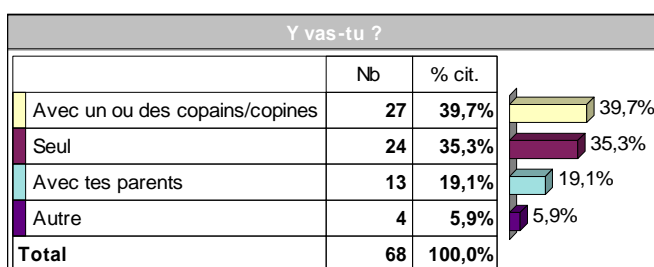 Y vas-tu ?
Nb % cit.
Avec un ou des copains/copines 27 39,7% 39,7%
Seul 24 35,3% 35,3%
Avec tes parents 13 19,1% 19,1%
Autre 4 5,9% 5,9%
Total 68 100,0%